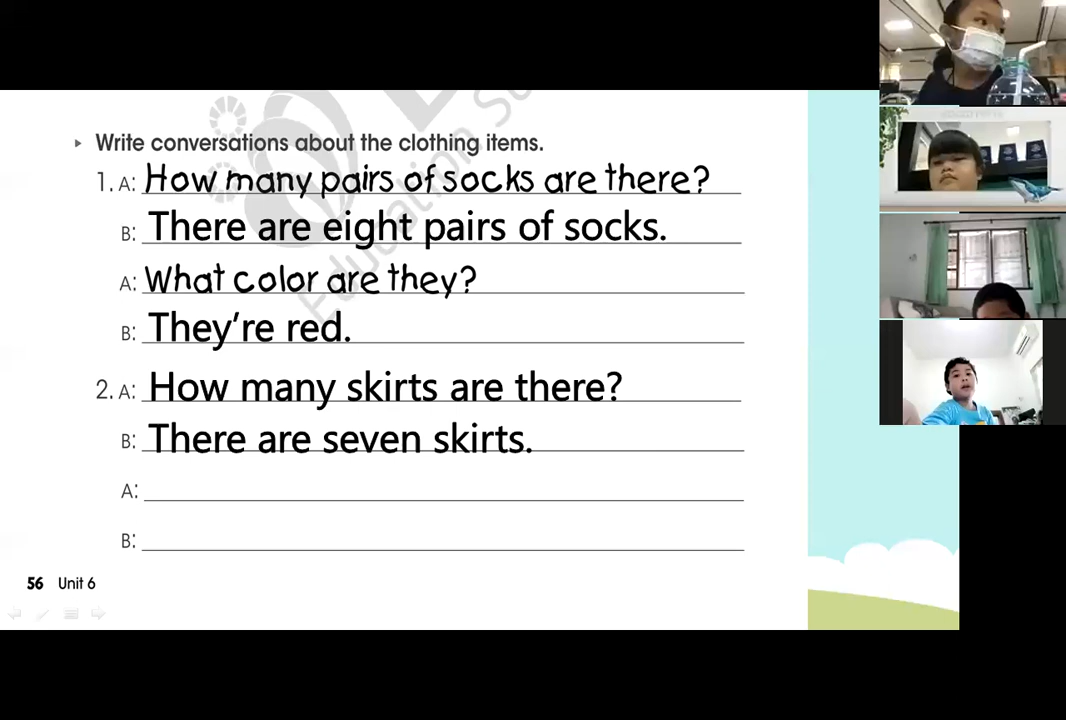 Write conversations about the clothing items.
1. A: How many pairs of socks are there?
B: There are eight pairs of socks.
A: What color are they?
B: They’re red.
2. A: How many skirts are there?
B: There are seven skirts.
A:
B:
56 Unit 6